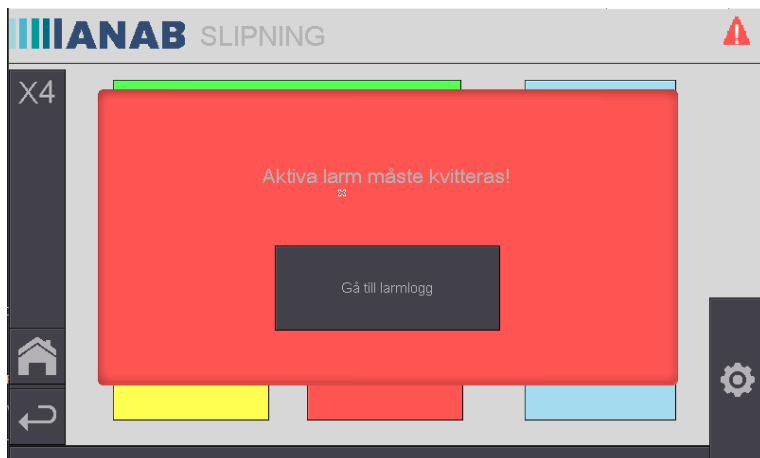 ANAB SLIPNING
X4
Aktiva larm måste kvitteras!
Gå till larmlogg